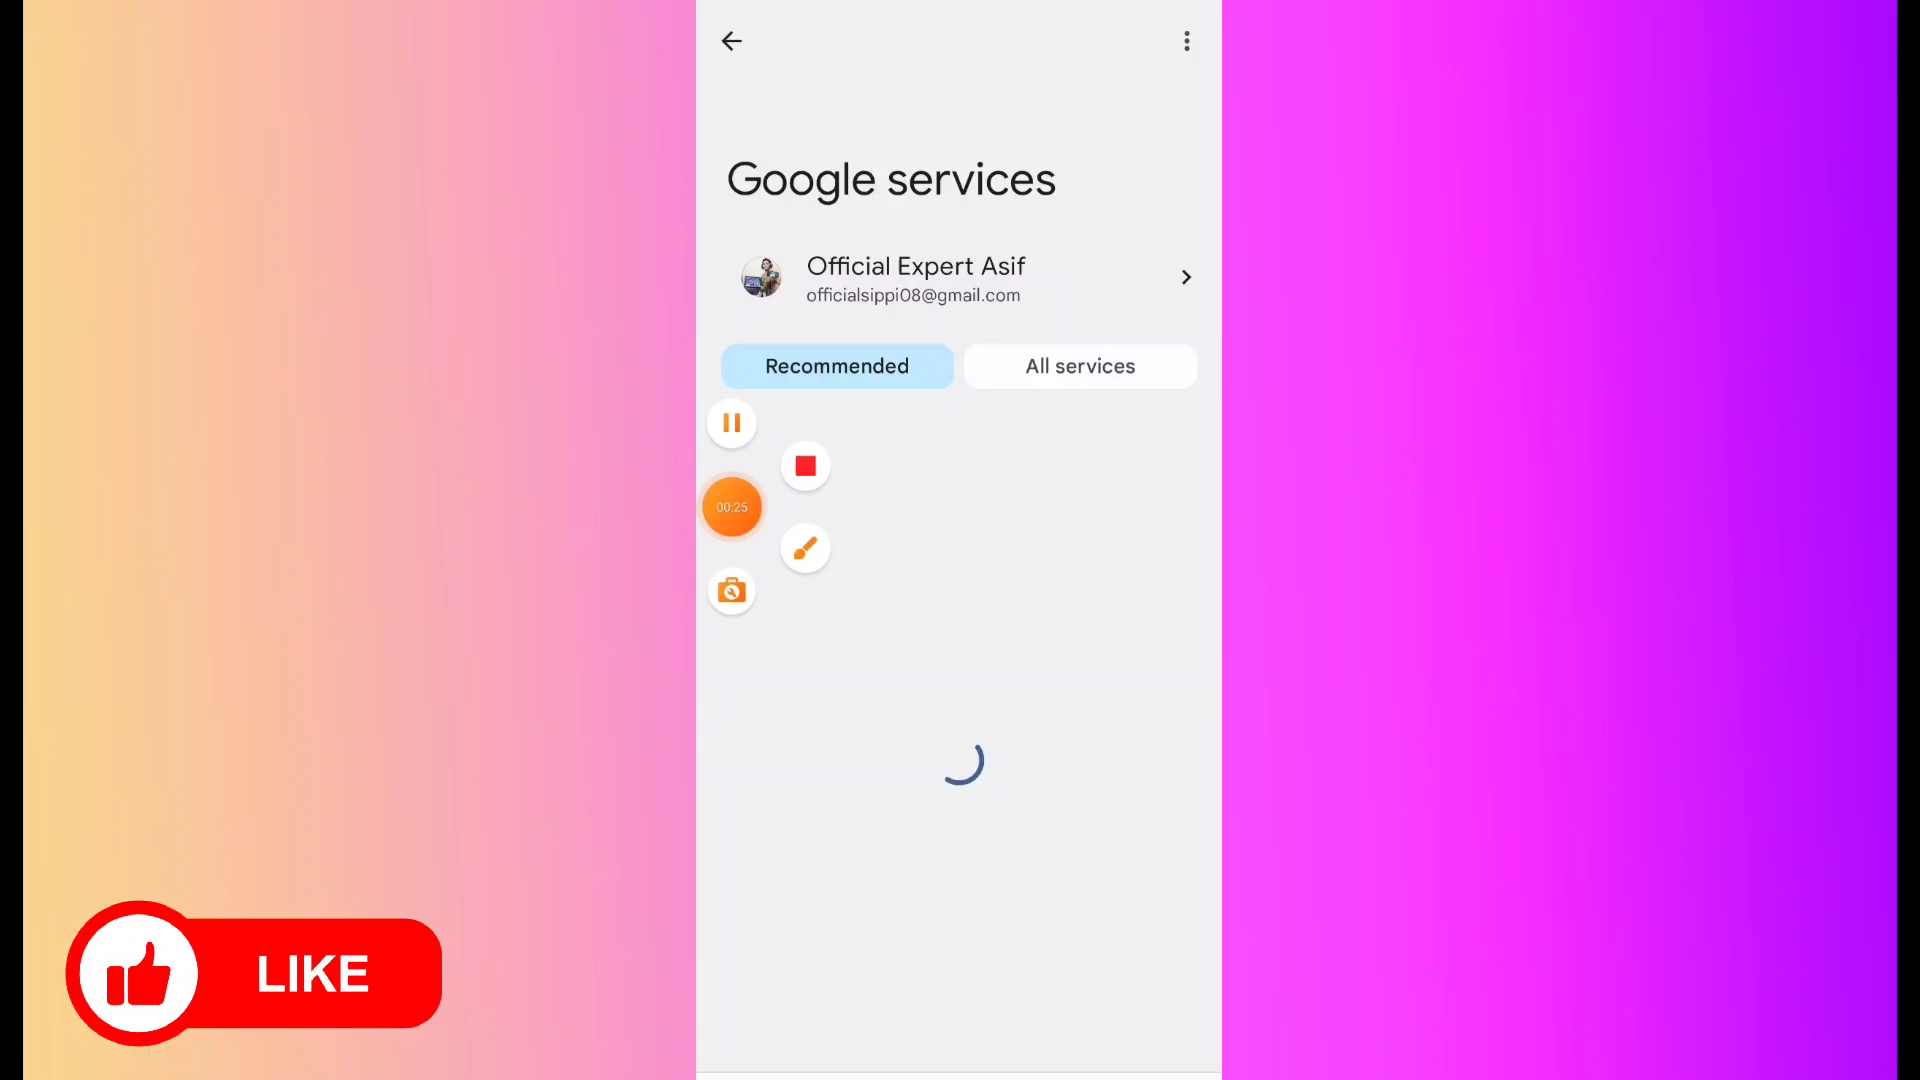 Google services
Official Expert Asif
officialsippi08@gmail.com
Recommended
All services
00:25
LIKE